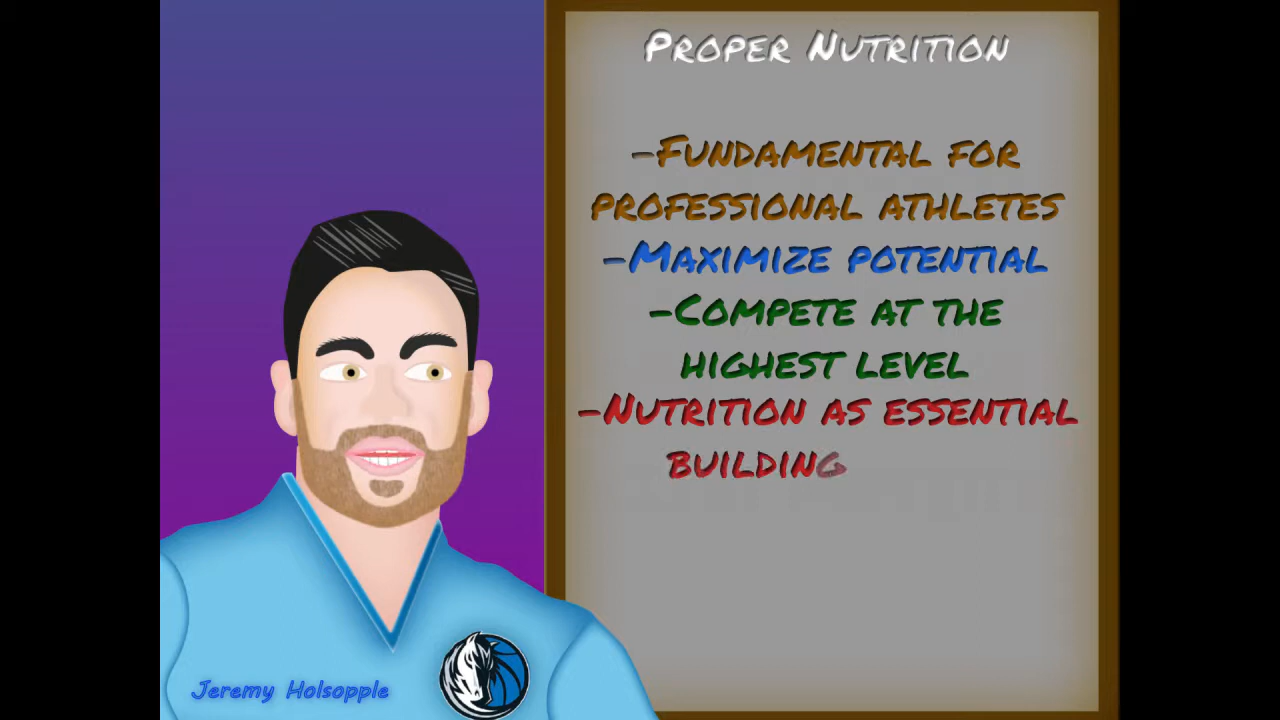 Proper Nutrition
-Fundamental for
professional athletes
-Maximize potential
-Compete at the
highest level
-Nutrition as essential
building
Jeremy Holsopple